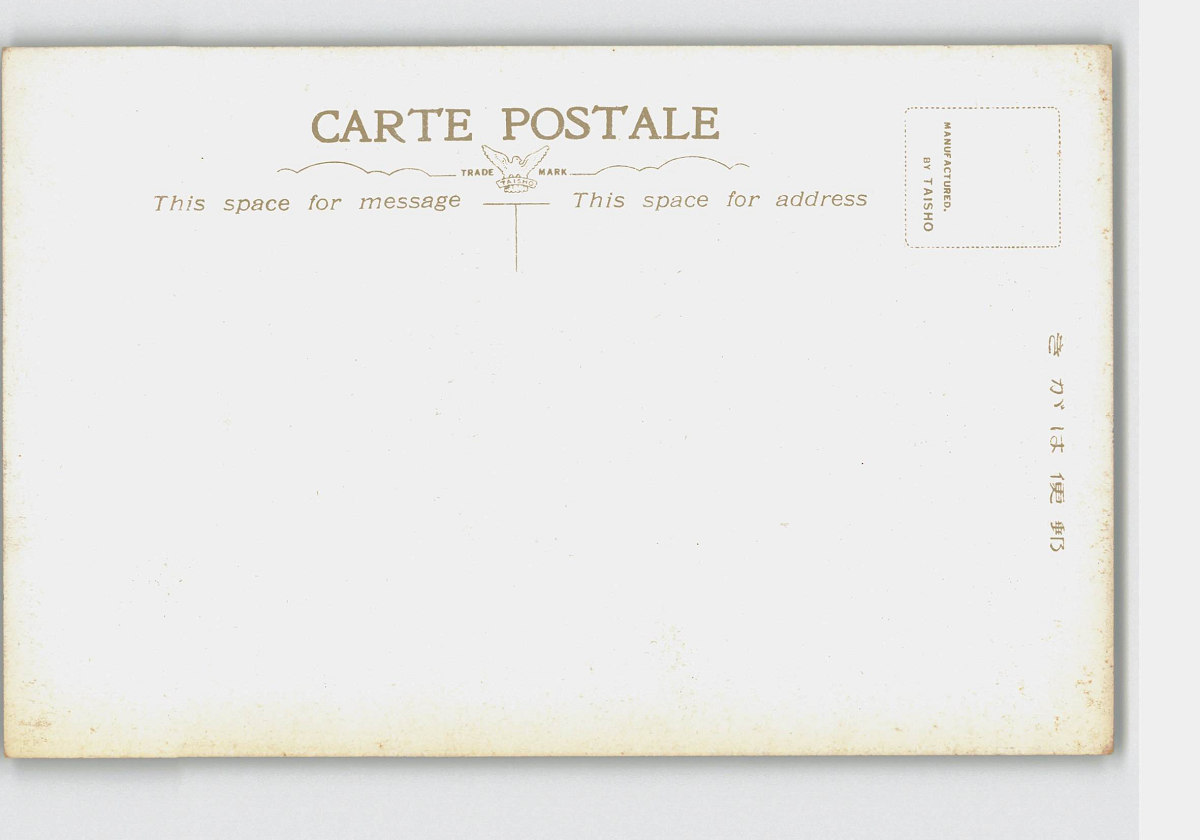 CARTE POSTALE
TRADE MARK
TAISHO
This space for message
This space for address
MANUFACTURED.
BY TAISHO
きがは便郵